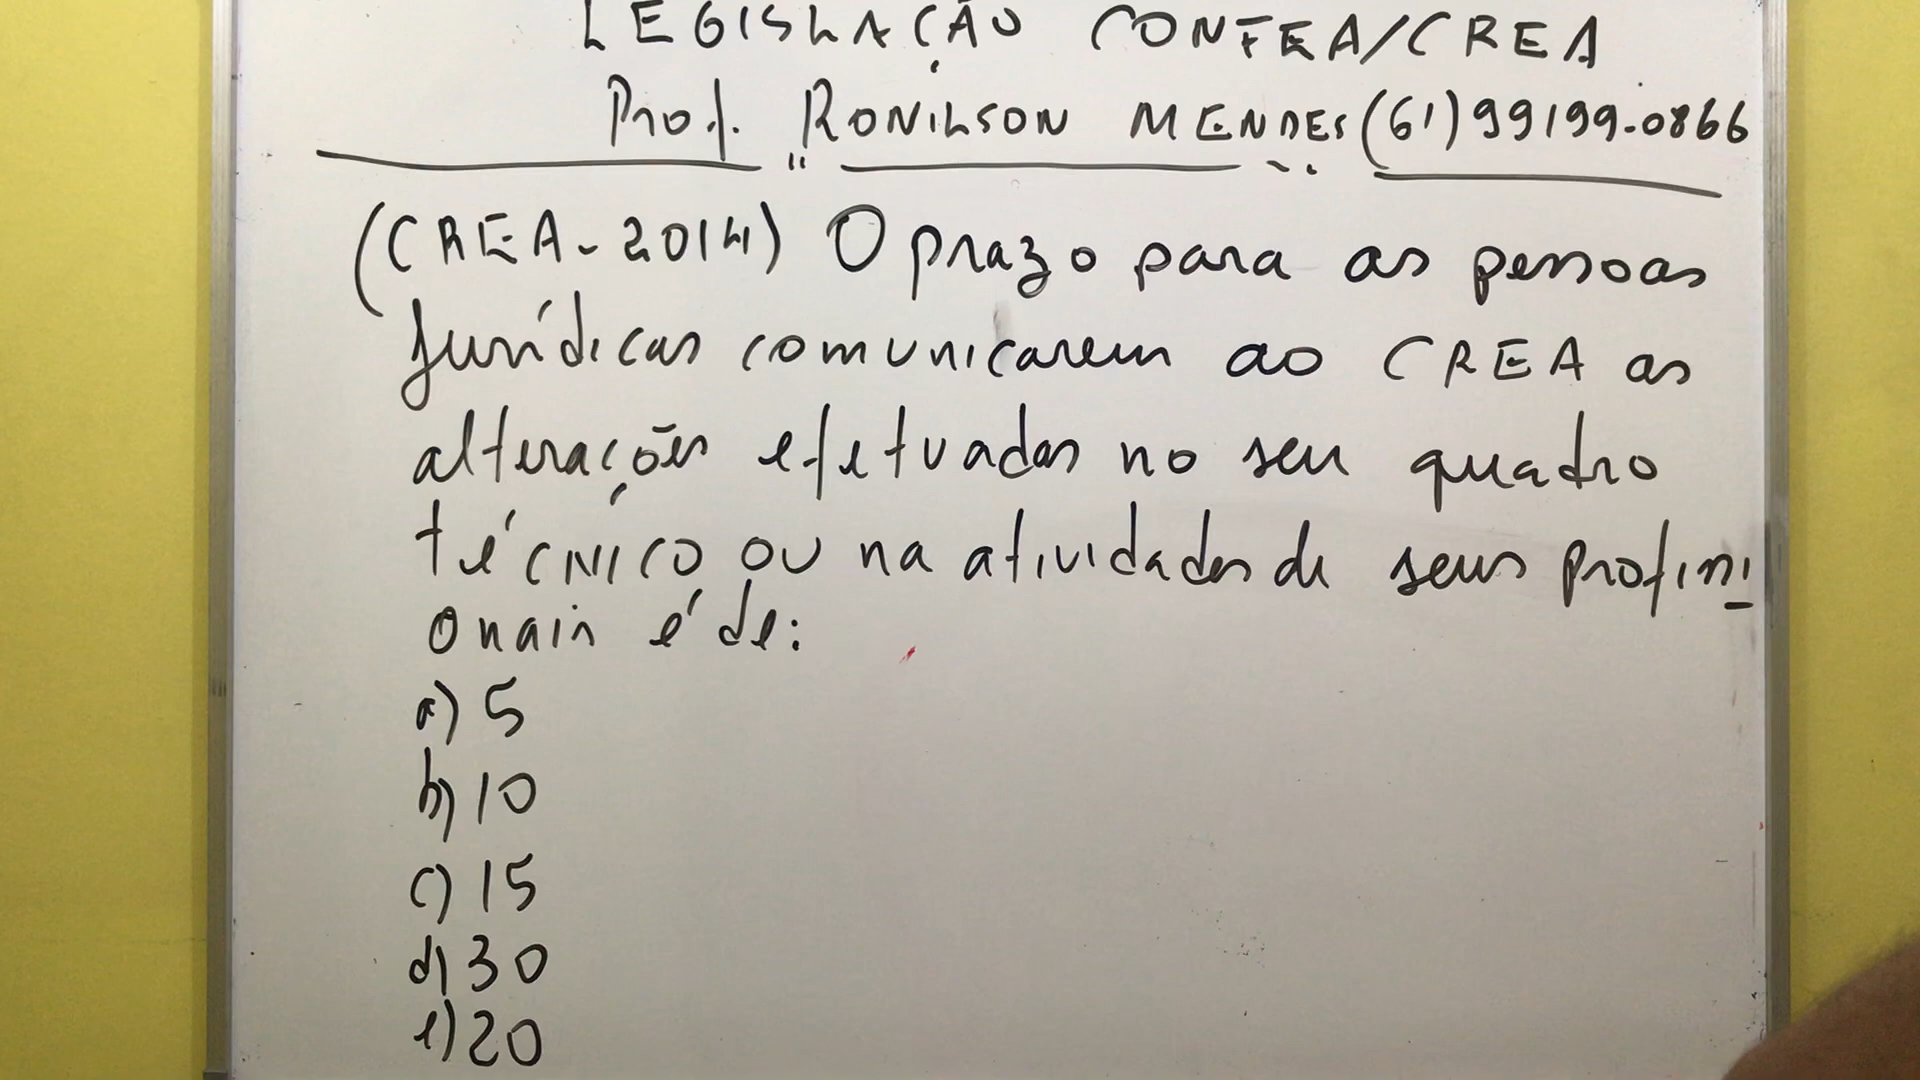 LEGISLAÇÃO CONFEA/CREA
Prof. RONILSON MENDES (61) 99199-0866
(CREA-2014) O prazo para as pessoas
Jurídicas comunicarem ao CREA as
alterações efetuadas no seu quadro
técnico ou na atividades de seus profissi
onais é de:
a) 5
b) 10
c) 15
d) 30
e) 20